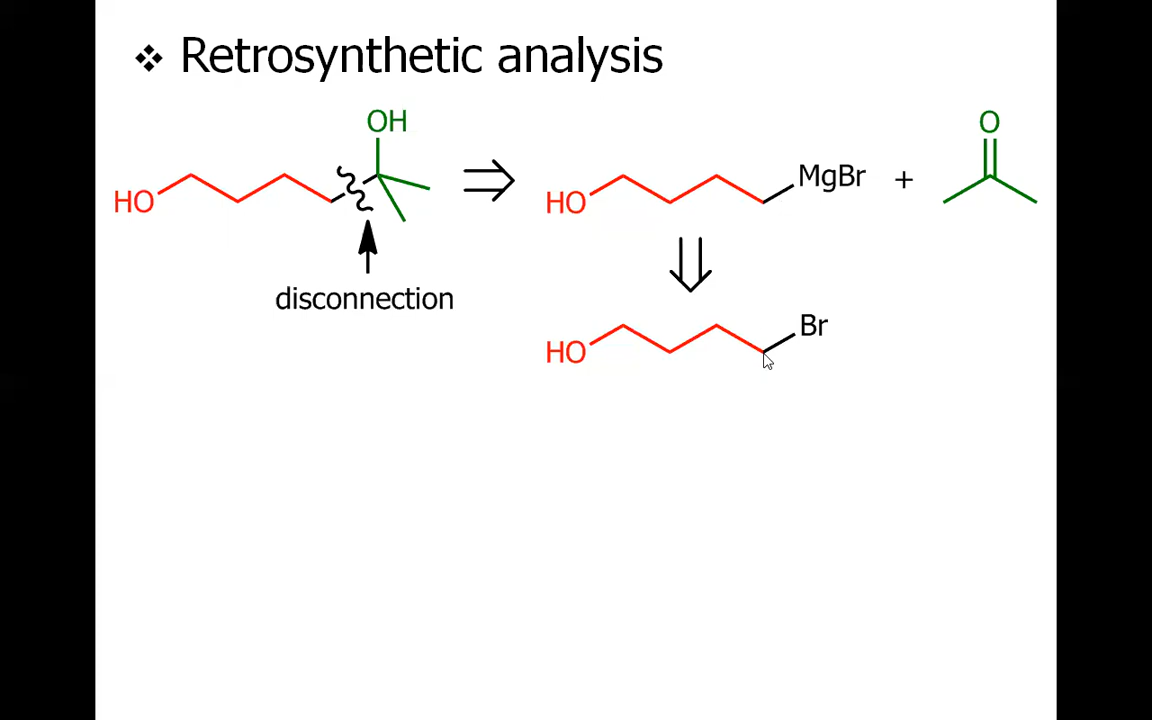 ❖ Retrosynthetic analysis
OH
HO
HO
MgBr
+
O
disconnection
HO
Br